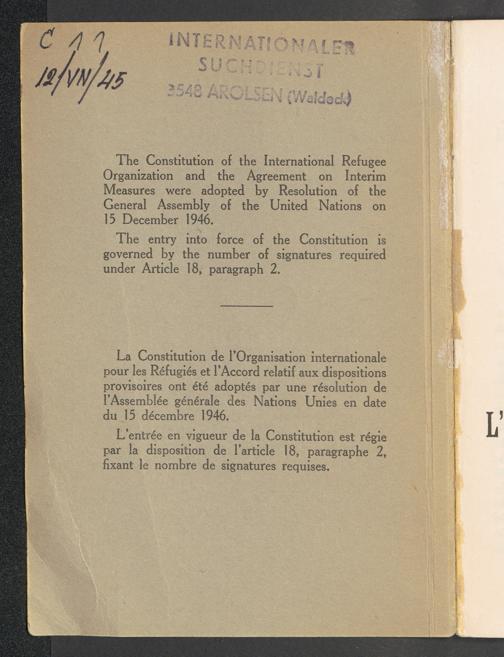 C 11
12/VN/45
INTERNATIONALER
SUCHDIENST
3548 AROLSEN (Waldeck)
The Constitution of the International Refugee
Organization and the Agreement on Interim
Measures were adopted by Resolution of the
General Assembly of the United Nations on
15 December 1946.
The entry into force of the Constitution is
governed by the number of signatures required
under Article 18, paragraph 2.
La Constitution de l'Organisation internationale
pour les Réfugiés et l'Accord relatif aux dispositions
provisoires ont été adoptés par une résolution de
l'Assemblée générale des Nations Unies en date
du 15 décembre 1946.
L'entrée en vigueur de la Constitution est régie
par la disposition de l'article 18, paragraphe 2,
fixant le nombre de signatures requises.
L'